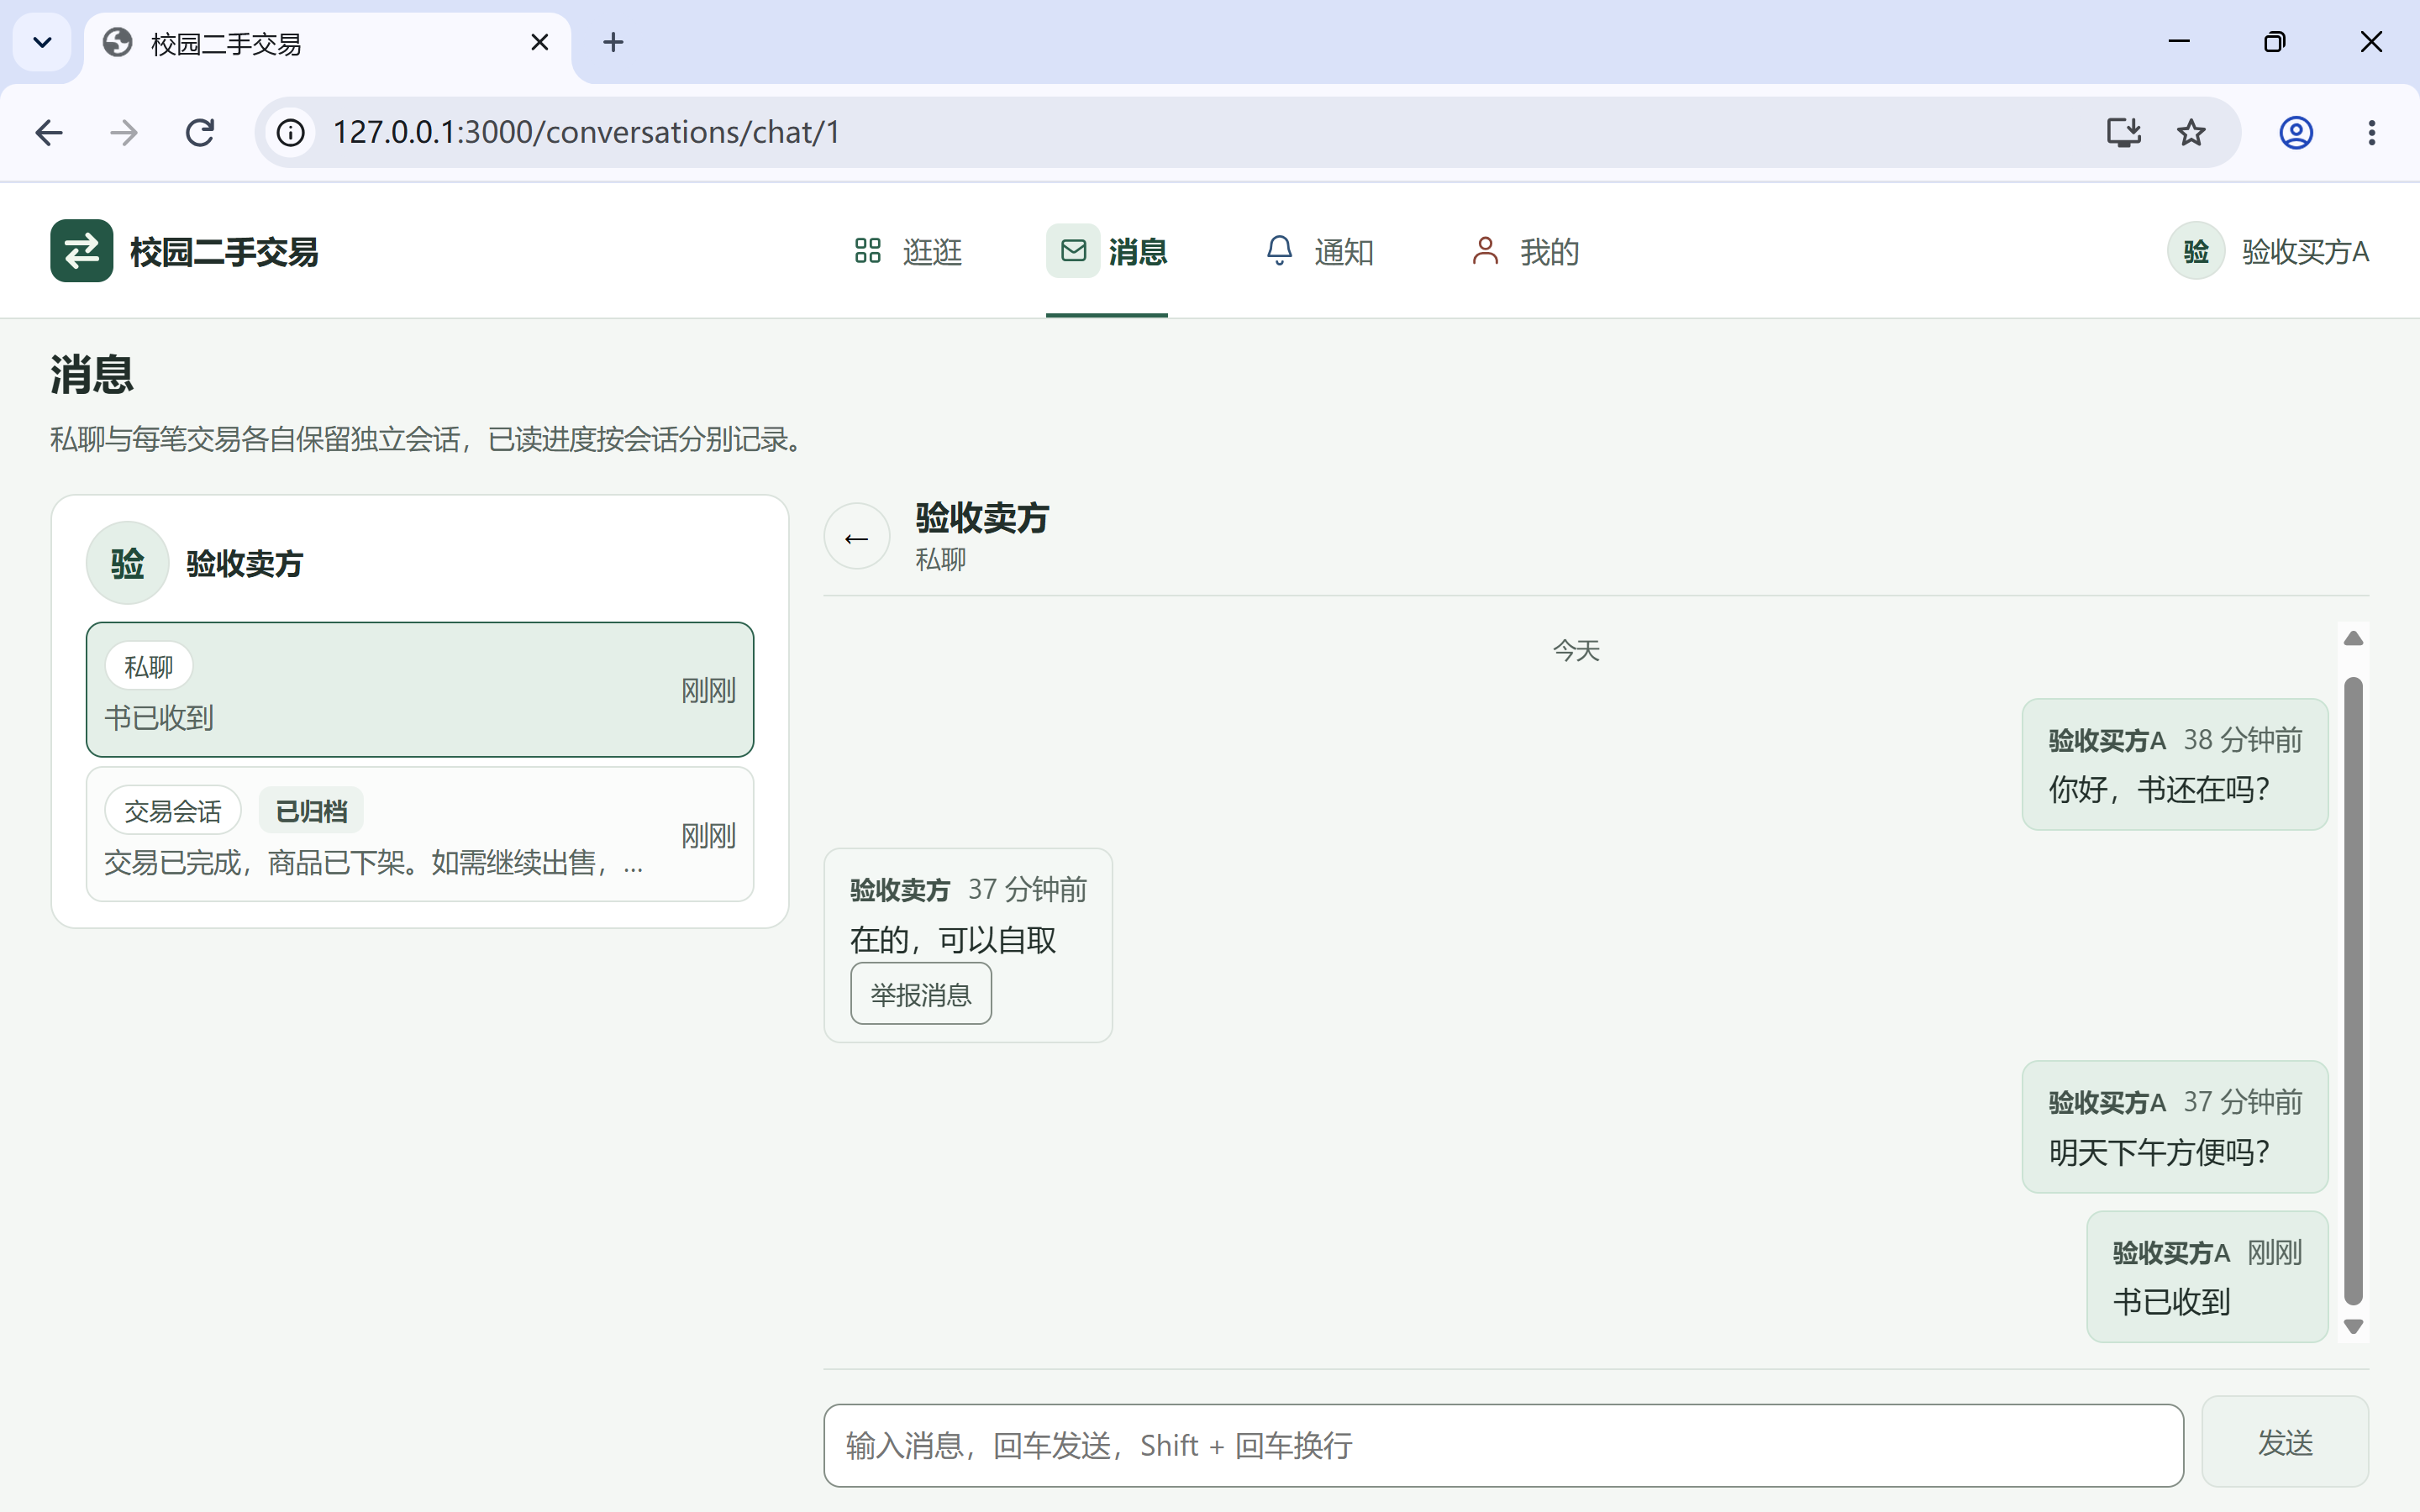 校园二手交易
127.0.0.1:3000/conversations/chat/1
校园二手交易
逛逛
消息
通知
我的
验
验收买方A
消息
私聊与每笔交易各自保留独立会话，已读进度按会话分别记录。
验
验收卖方
私聊
书已收到
刚刚
交易会话
已归档
交易已完成，商品已下架。如需继续出售，...
刚刚
←
验收卖方
私聊
今天
验收买方A 38 分钟前
你好，书还在吗？
验收卖方 37 分钟前
在的，可以自取
举报消息
验收买方A 37 分钟前
明天下午方便吗？
验收买方A 刚刚
书已收到
输入消息，回车发送，Shift + 回车换行
发送